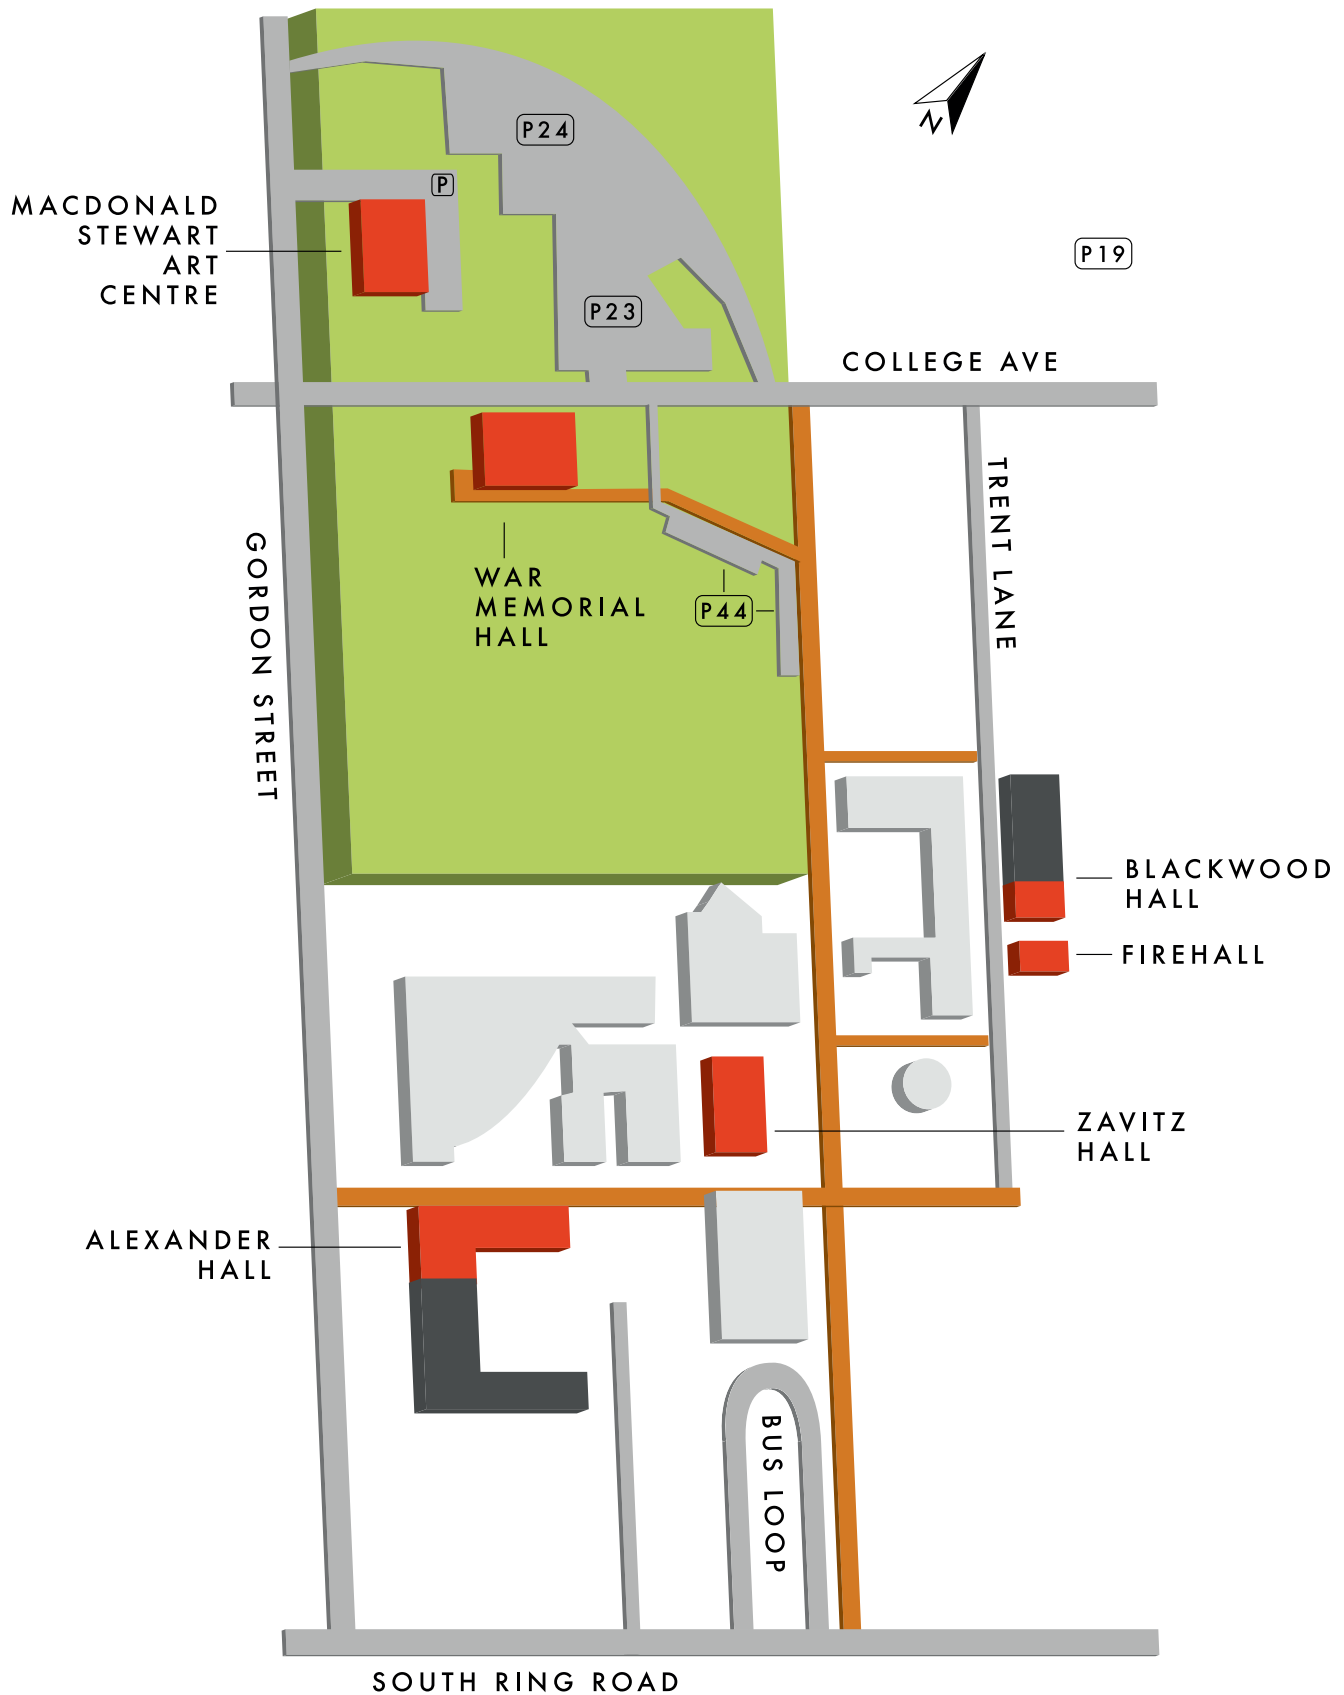 P24
N
P
MACDONALD
STEWART
ART
CENTRE
P19
P23
COLLEGE AVE
TRENT LANE
GORDON STREET
WAR
MEMORIAL
HALL
P44
BLACKWOOD
HALL
FIREHALL
ZAVITZ
HALL
ALEXANDER
HALL
BUS LOOP
SOUTH RING ROAD